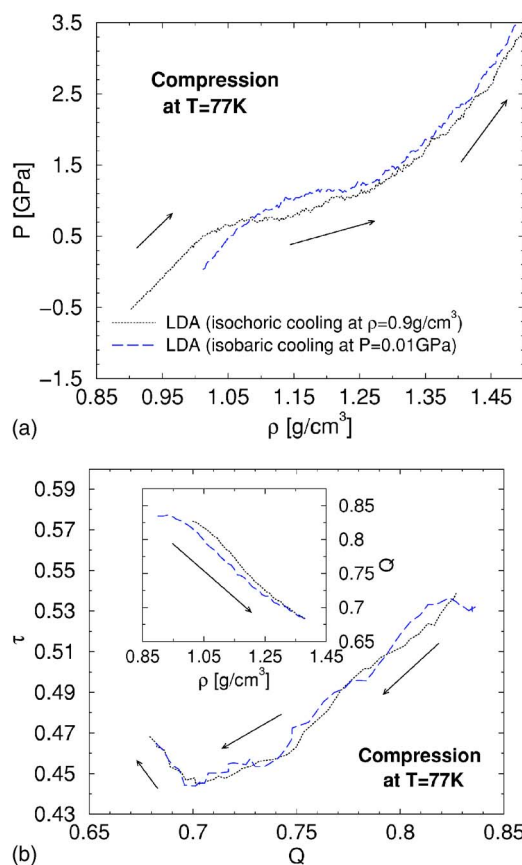 3.5
2.5
1.5
0.5
−0.5
−1.5
P [GPa]
Compression
at T=77K
LDA (isochoric cooling at ρ=0.9g/cm³)
LDA (isobaric cooling at P=0.01GPa)
0.85 0.95 1.05 1.15 1.25 1.35 1.45
ρ [g/cm³]
(a)
0.59
0.57
0.55
0.53
0.51
0.49
0.47
0.45
0.43
τ
0.85
0.80
0.75
0.70
0.65
Q
0.85 1.05 1.25 1.45
ρ [g/cm³]
Compression
at T=77K
0.65 0.7 0.75 0.8 0.85
Q
(b)